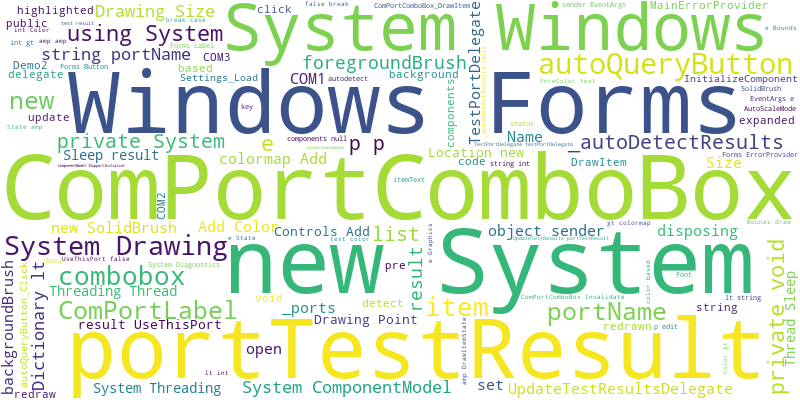 highlighted
Drawing Size
break case
false break
ComPortComboBox_DrawItem
sender EventArgs
MainErrorProvider
e Bounds
public
int Color
test result
click
System
Windows
int gt
amp amp
using System
string portName
Forms Label
COM3
foregroundBrush
autoQueryButton
Demo2
delegate
Forms Button
based
Settings_Load
COM1
autodetect
background
components
TestPortDelegate
foreColor text
InitializeComponent
SolidBrush
EventArgs e
AutoScaleMode
new
update
State amp
Windows Forms
key
status
expanded
private System
components null
e
p p
Name
_autoDetectResults
Sleep result
colormap Add
Location new
code
string int
TestPortDelegate testPortDelegate
DrawItem
Size
Forms ErrorProvider
ComPortComboBox
COM2
itemText
new SolidBrush
Add Color
Controls Add
list
object sender
disposing
gt colormap
Bounds draw
System Drawing
e State
text color
e Graphics
UpdateTestResults portTestResult
new
System
UseThisPort false
bool
combobox
System Diagnostics
pre
result
Font
color based
Threading Thread
void
_ports
detect
item
ComPortComboBox Invalidate
lt string
string
backgroundBrush
autoQueryButton Click
Dictionary lt
ComPortLabel
portName
private void
Thread Sleep
result UseThisPort
Drawing Point
redrawn
p edit
portTestResult
open
amp DrawItemState
lt int
redraw
System Threading
System ComponentModel
set
UpdateTestResultsDelegate